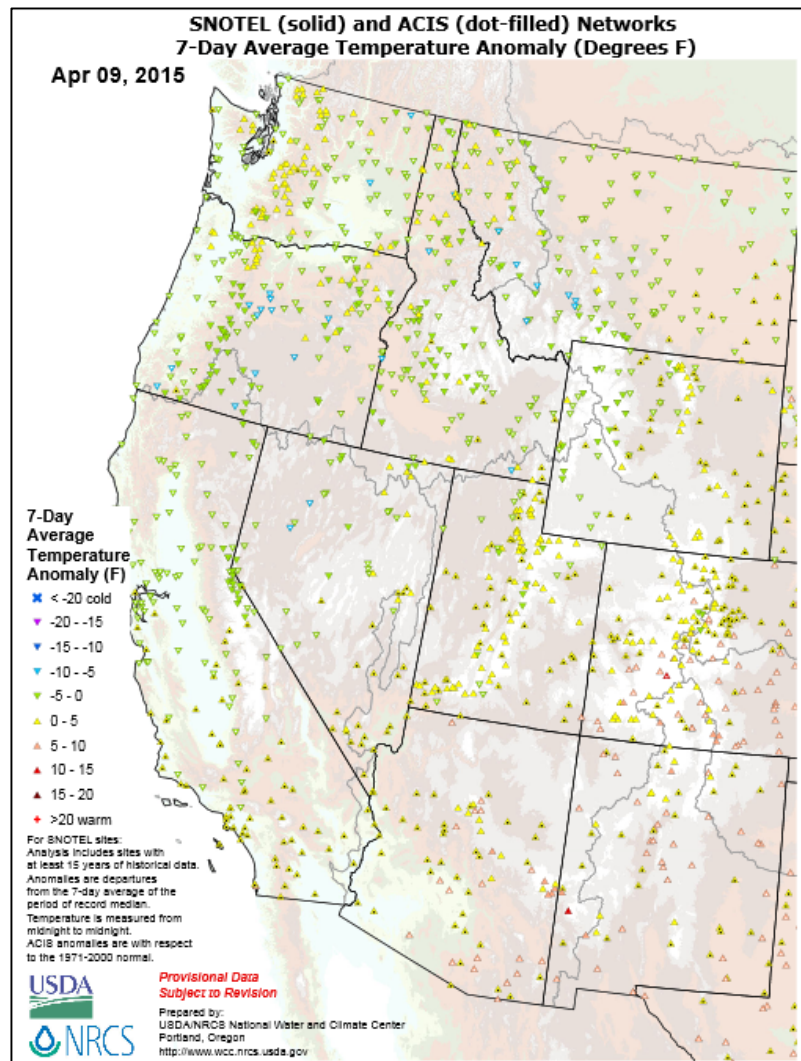 SNOTEL (solid) and ACIS (dot-filled) Networks
7-Day Average Temperature Anomaly (Degrees F)
Apr 09, 2015
7-Day
Average
Temperature
Anomaly (F)
< -20 cold
-20 - -15
-15 - -10
-10 - -5
-5 - 0
0 - 5
5 - 10
10 - 15
15 - 20
>20 warm
For SNOTEL sites:
Analysis includes sites with
at least 15 years of historical data.
Anomalies are departures
from the 7-day average of the
period of record median.
Temperature is measured from
midnight to midnight.
ACIS anomalies are with respect
to the 1971-2000 normal.
USDA
NRCS
Provisional Data
Subject to Revision
Prepared by:
USDA/NRCS National Water and Climate Center
Portland, Oregon
http://www.wcc.nrcs.usda.gov